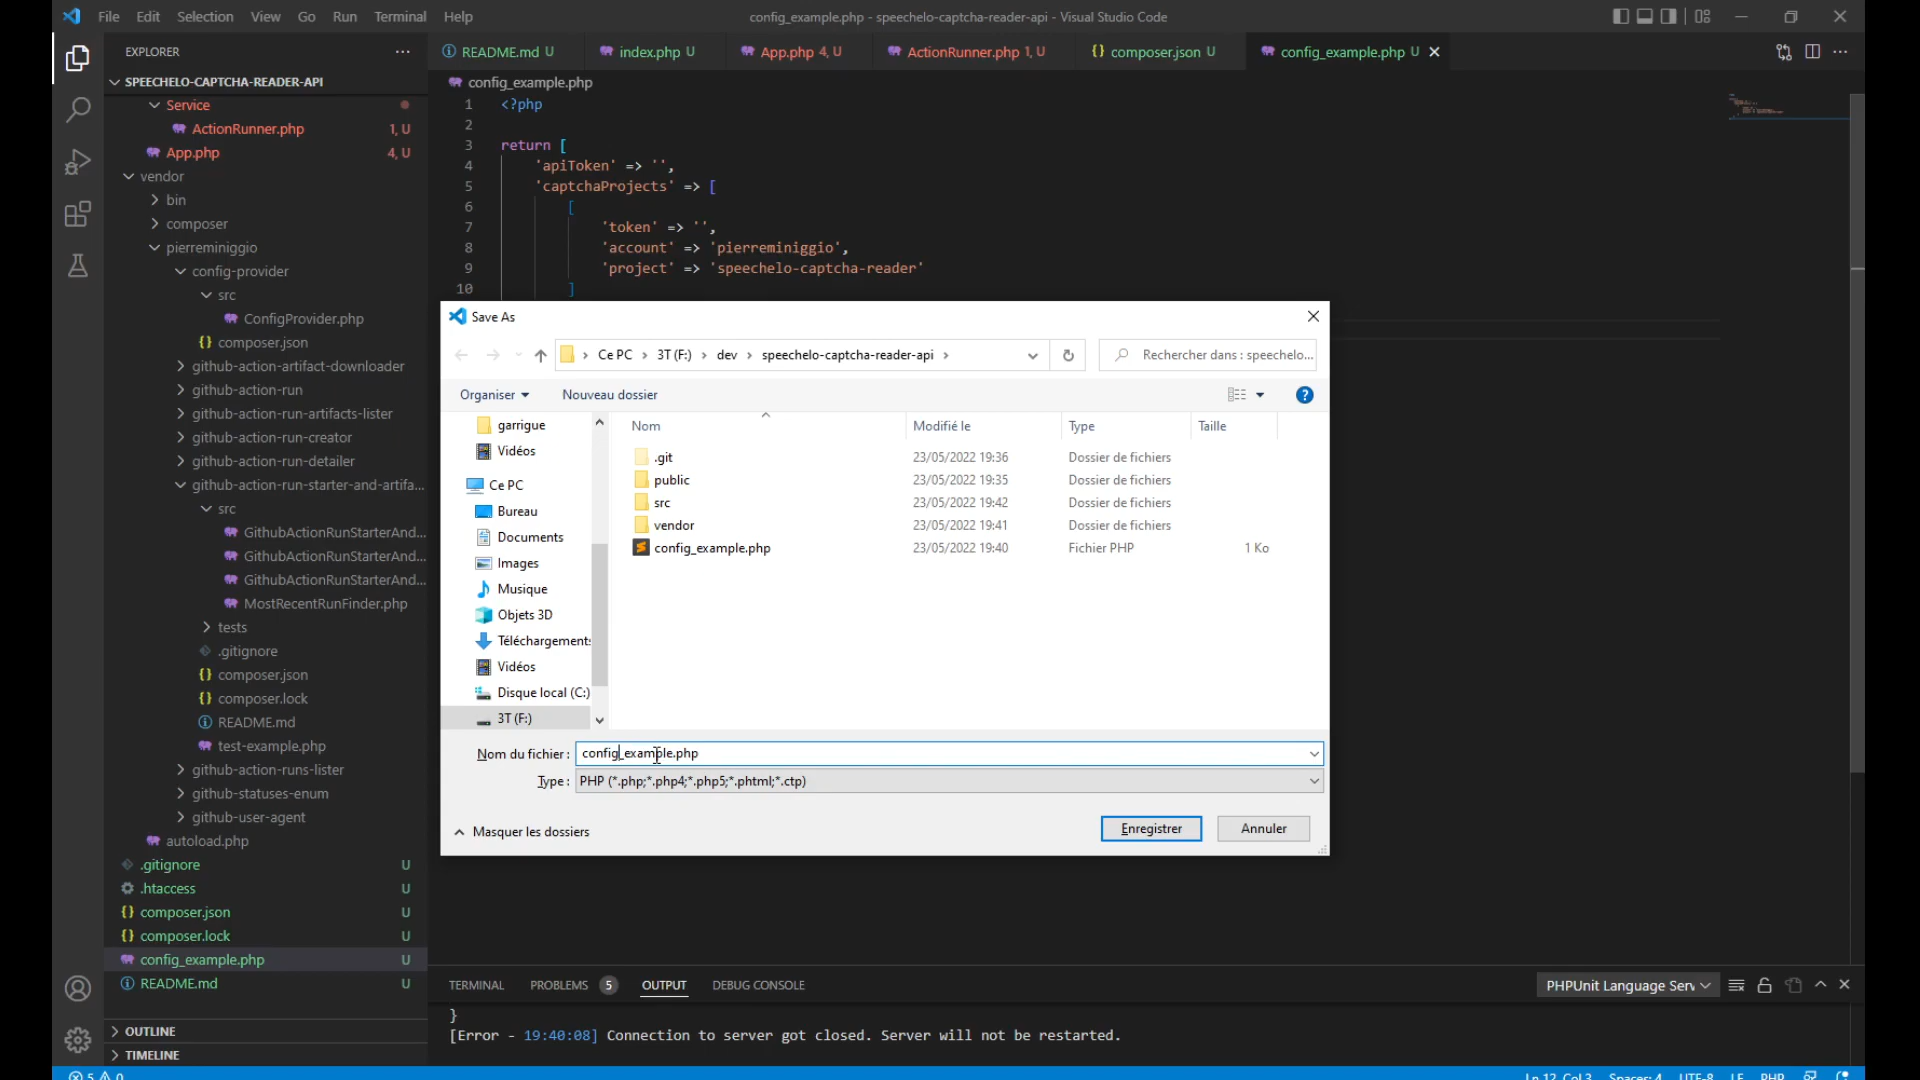 File Edit Selection View Go Run Terminal Help
config_example.php - speechelo-captcha-reader-api - Visual Studio Code
EXPLORER
README.md U
index.php U
App.php 4, U
ActionRunner.php 1, U
composer.json U
config_example.php U
SPEECHELO-CAPTCHA-READER-API
Service
ActionRunner.php 1, U
App.php 4, U
vendor
bin
composer
pierreminiggio
config-provider
src
ConfigProvider.php
composer.json
github-action-artifact-downloader
github-action-run
github-action-run-artifacts-lister
github-action-run-creator
github-action-run-detailer
github-action-run-starter-and-artifa...
src
GithubActionRunStarterAnd...
GithubActionRunStarterAnd...
GithubActionRunStarterAnd...
MostRecentRunFinder.php
tests
.gitignore
composer.json
composer.lock
README.md
test-example.php
github-action-runs-lister
github-statuses-enum
github-user-agent
autoload.php
.gitignore U
.htaccess U
composer.json U
composer.lock U
config_example.php U
README.md U
OUTLINE
TIMELINE
config_example.php
1 <?php
2
3 return [
4 'apiToken' => '',
5 'captchaProjects' => [
6 [
7 'token' => '',
8 'account' => 'pierreminiggio',
9 'project' => 'speechelo-captcha-reader'
10 ]
Save As
Ce PC 3T (F:) dev speechelo-captcha-reader-api
Rechercher dans : speechelo...
Organiser
Nouveau dossier
garrigue
Vidéos
Ce PC
Bureau
Documents
Images
Musique
Objets 3D
Téléchargements
Vidéos
Disque local (C:)
3T (F:)
Nom Modifié le Type Taille
.git 23/05/2022 19:36 Dossier de fichiers
public 23/05/2022 19:35 Dossier de fichiers
src 23/05/2022 19:42 Dossier de fichiers
vendor 23/05/2022 19:41 Dossier de fichiers
config_example.php 23/05/2022 19:40 Fichier PHP 1 Ko
Nom du fichier : config_example.php
Type : PHP (*.php;*.php4;*.php5;*.phtml;*.ctp)
Masquer les dossiers
Enregistrer
Annuler
TERMINAL PROBLEMS 5 OUTPUT DEBUG CONSOLE
PHPUnit Language Serv
}
[Error - 19:40:08] Connection to server got closed. Server will not be restarted.
5 0
Ln 12, Col 3 Spaces: 4 UTF-8 LF PHP